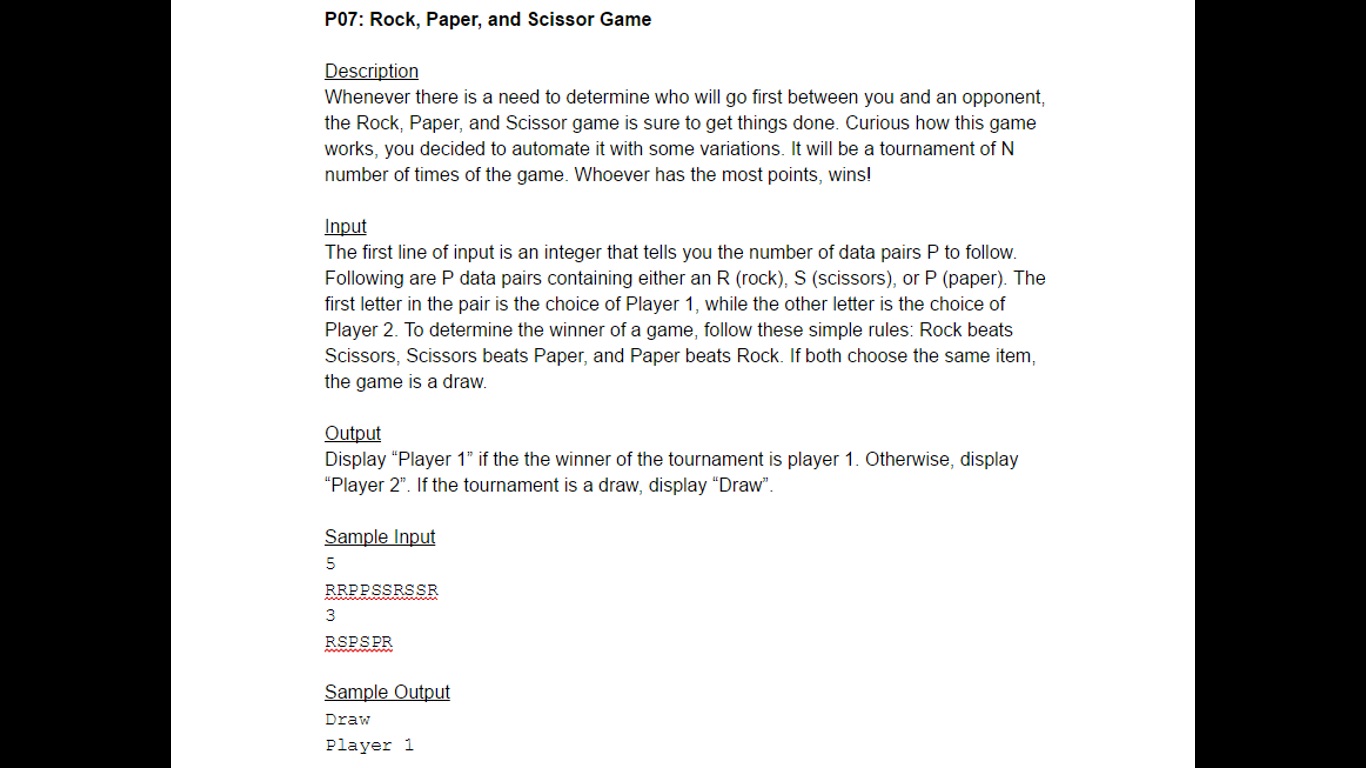 P07: Rock, Paper, and Scissor Game
Description
Whenever there is a need to determine who will go first between you and an opponent,
the Rock, Paper, and Scissor game is sure to get things done. Curious how this game
works, you decided to automate it with some variations. It will be a tournament of N
number of times of the game. Whoever has the most points, wins!
Input
The first line of input is an integer that tells you the number of data pairs P to follow.
Following are P data pairs containing either an R (rock), S (scissors), or P (paper). The
first letter in the pair is the choice of Player 1, while the other letter is the choice of
Player 2. To determine the winner of a game, follow these simple rules: Rock beats
Scissors, Scissors beats Paper, and Paper beats Rock. If both choose the same item,
the game is a draw.
Output
Display “Player 1” if the the winner of the tournament is player 1. Otherwise, display
“Player 2”. If the tournament is a draw, display “Draw”.
Sample Input
5
RRPPSSRSSR
3
RSPSPR
Sample Output
Draw
Player 1